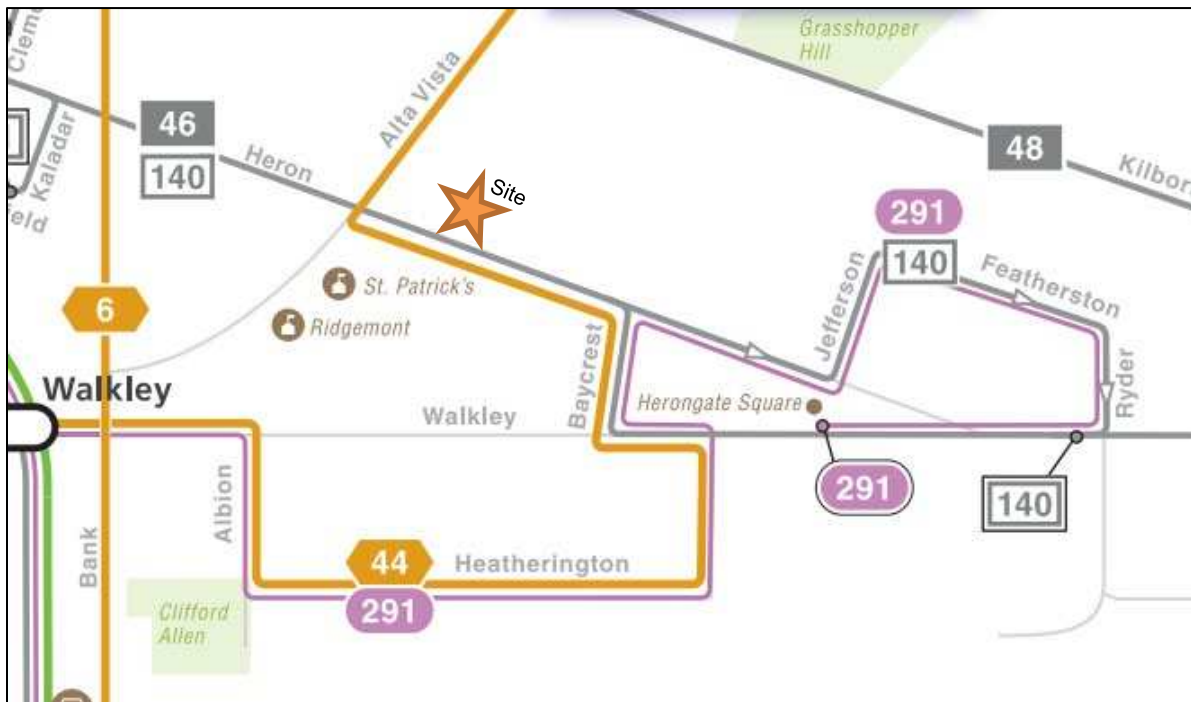 Grasshopper
Hill
Alta Vista
46
140
Heron
Kaladar
48
Site
291
140
Featherston
Jefferson
St. Patrick's
Ridgemont
6
Baycrest
Ryder
Walkley
Walkley
Herongate Square
291
140
Albion
Bank
44
Heatherington
291
Clifford
Allen